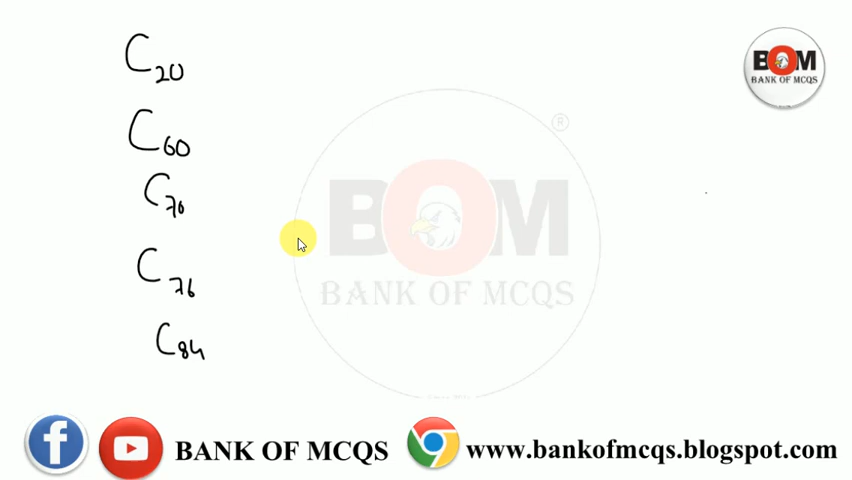 C20
BOM
BANK OF MCQS
C60
®
C70
BOM
C76
BANK OF MCQS
C84
f
BANK OF MCQS
www.bankofmcqs.blogspot.com